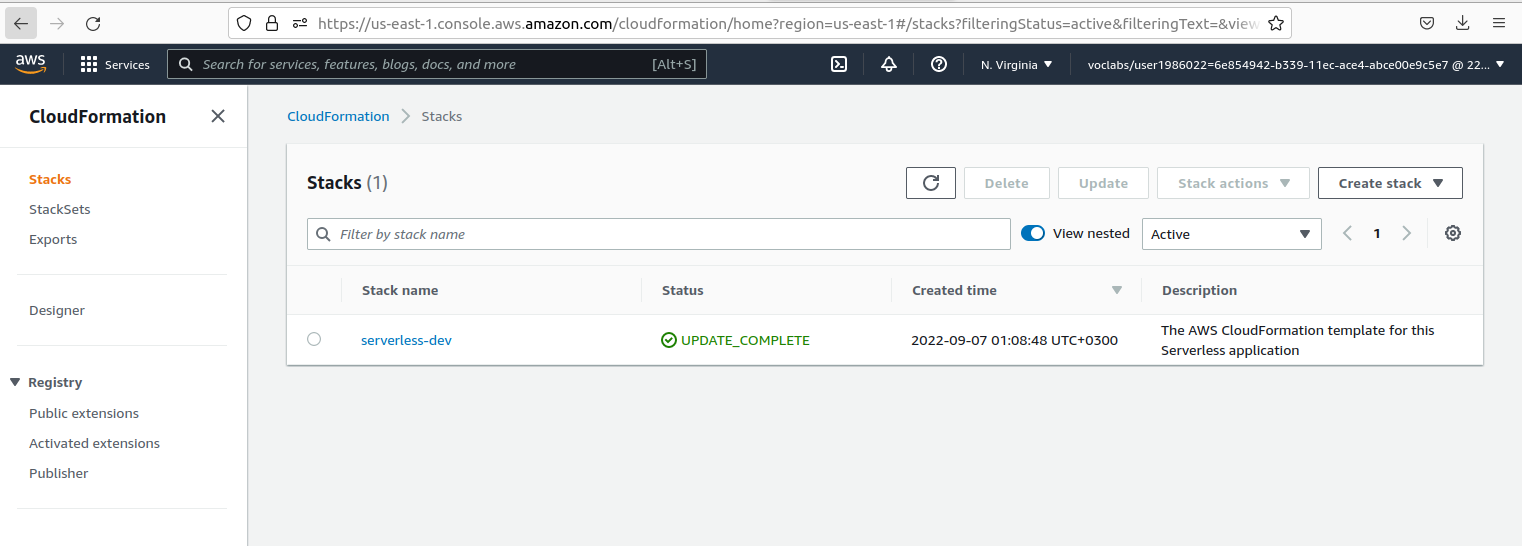 https://us-east-1.console.aws.amazon.com/cloudformation/home?region=us-east-1#/stacks?filteringStatus=active&filteringText=&view
aws Services Search for services, features, blogs, docs, and more [Alt+S] N. Virginia voclabs/user1986022=6e854942-b339-11ec-ace4-abce00e9c5e7 @ 22...
CloudFormation
Stacks
StackSets
Exports
Designer
Registry
Public extensions
Activated extensions
Publisher
CloudFormation Stacks
Stacks (1) Delete Update Stack actions Create stack
Filter by stack name View nested Active 1
Stack name Status Created time Description
serverless-dev UPDATE_COMPLETE 2022-09-07 01:08:48 UTC+0300 The AWS CloudFormation template for this
Serverless application